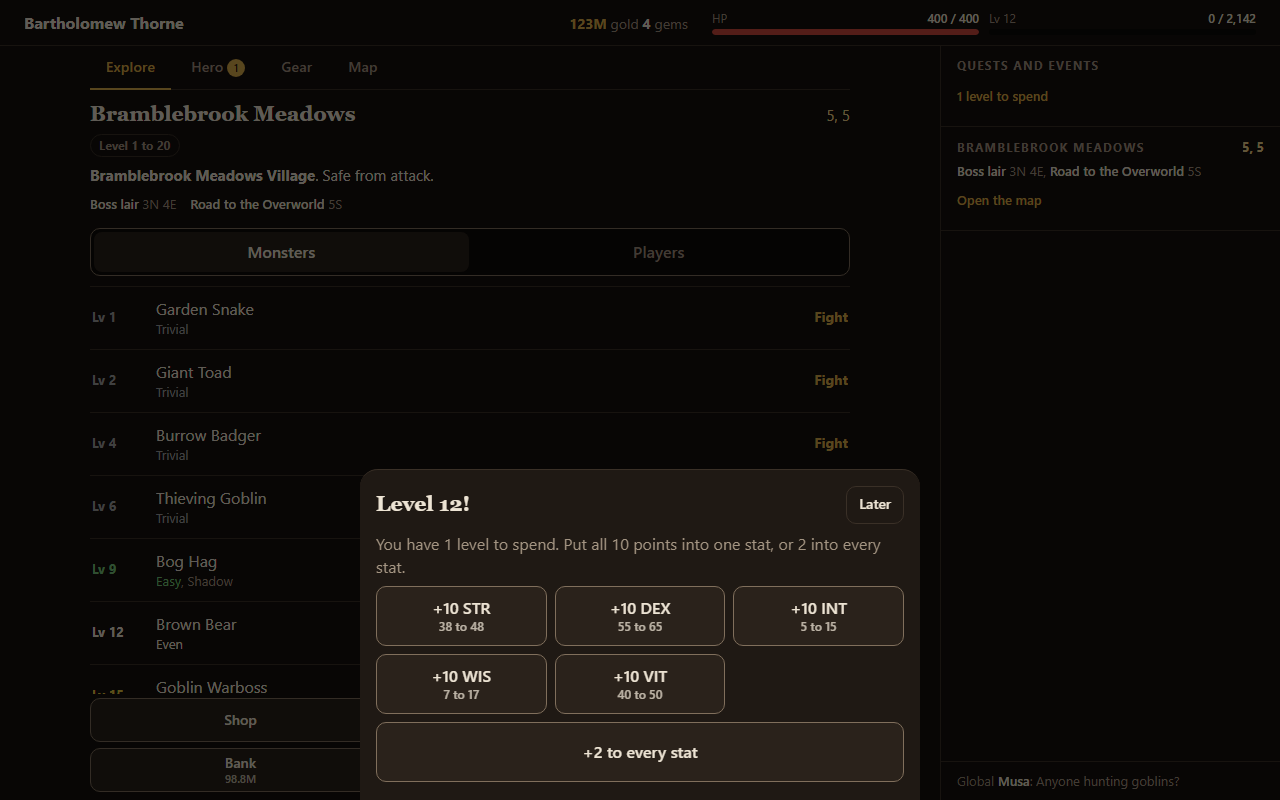 Bartholomew Thorne
123M gold 4 gems
HP 400 / 400
Lv 12 0 / 2,142
Explore
Hero 1
Gear
Map
Bramblebrook Meadows 5, 5
Level 1 to 20
Bramblebrook Meadows Village. Safe from attack.
Boss lair 3N 4E Road to the Overworld 5S
Monsters
Players
Lv 1 Garden Snake Fight
Trivial
Lv 2 Giant Toad Fight
Trivial
Lv 4 Burrow Badger Fight
Trivial
Lv 6 Thieving Goblin
Trivial
Lv 9 Bog Hag
Easy, Shadow
Lv 12 Brown Bear
Even
Lv 15 Goblin Warboss
Shop
Bank
98.8M
Level 12!
Later
You have 1 level to spend. Put all 10 points into one stat, or 2 into every
stat.
+10 STR
38 to 48
+10 DEX
55 to 65
+10 INT
5 to 15
+10 WIS
7 to 17
+10 VIT
40 to 50
+2 to every stat
QUESTS AND EVENTS
1 level to spend
BRAMBLEBROOK MEADOWS 5, 5
Boss lair 3N 4E, Road to the Overworld 5S
Open the map
Global Musa: Anyone hunting goblins?